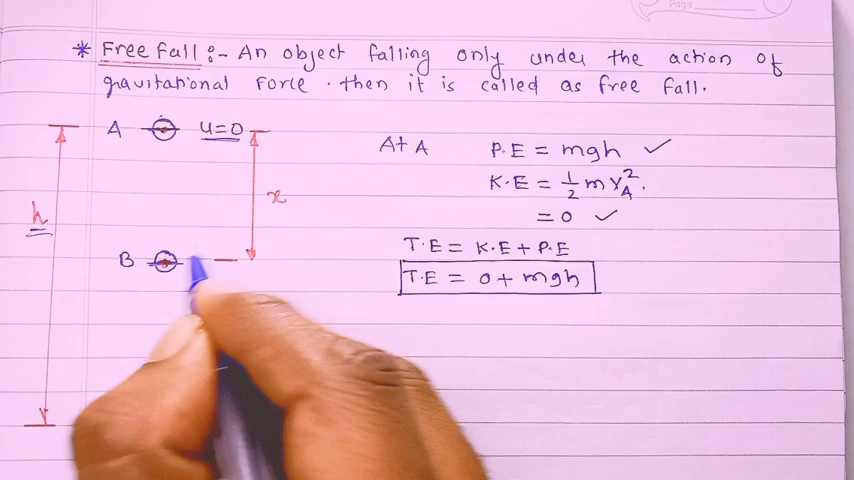 * Free Fall :- An object falling only under the action of
gravitational Force. then it is called as free fall.
A u=0
At A P.E = mgh ✓
K.E = 1/2 m V_A^2.
= 0 ✓
x
h
T.E = K.E + P.E
B
T.E = 0 + mgh